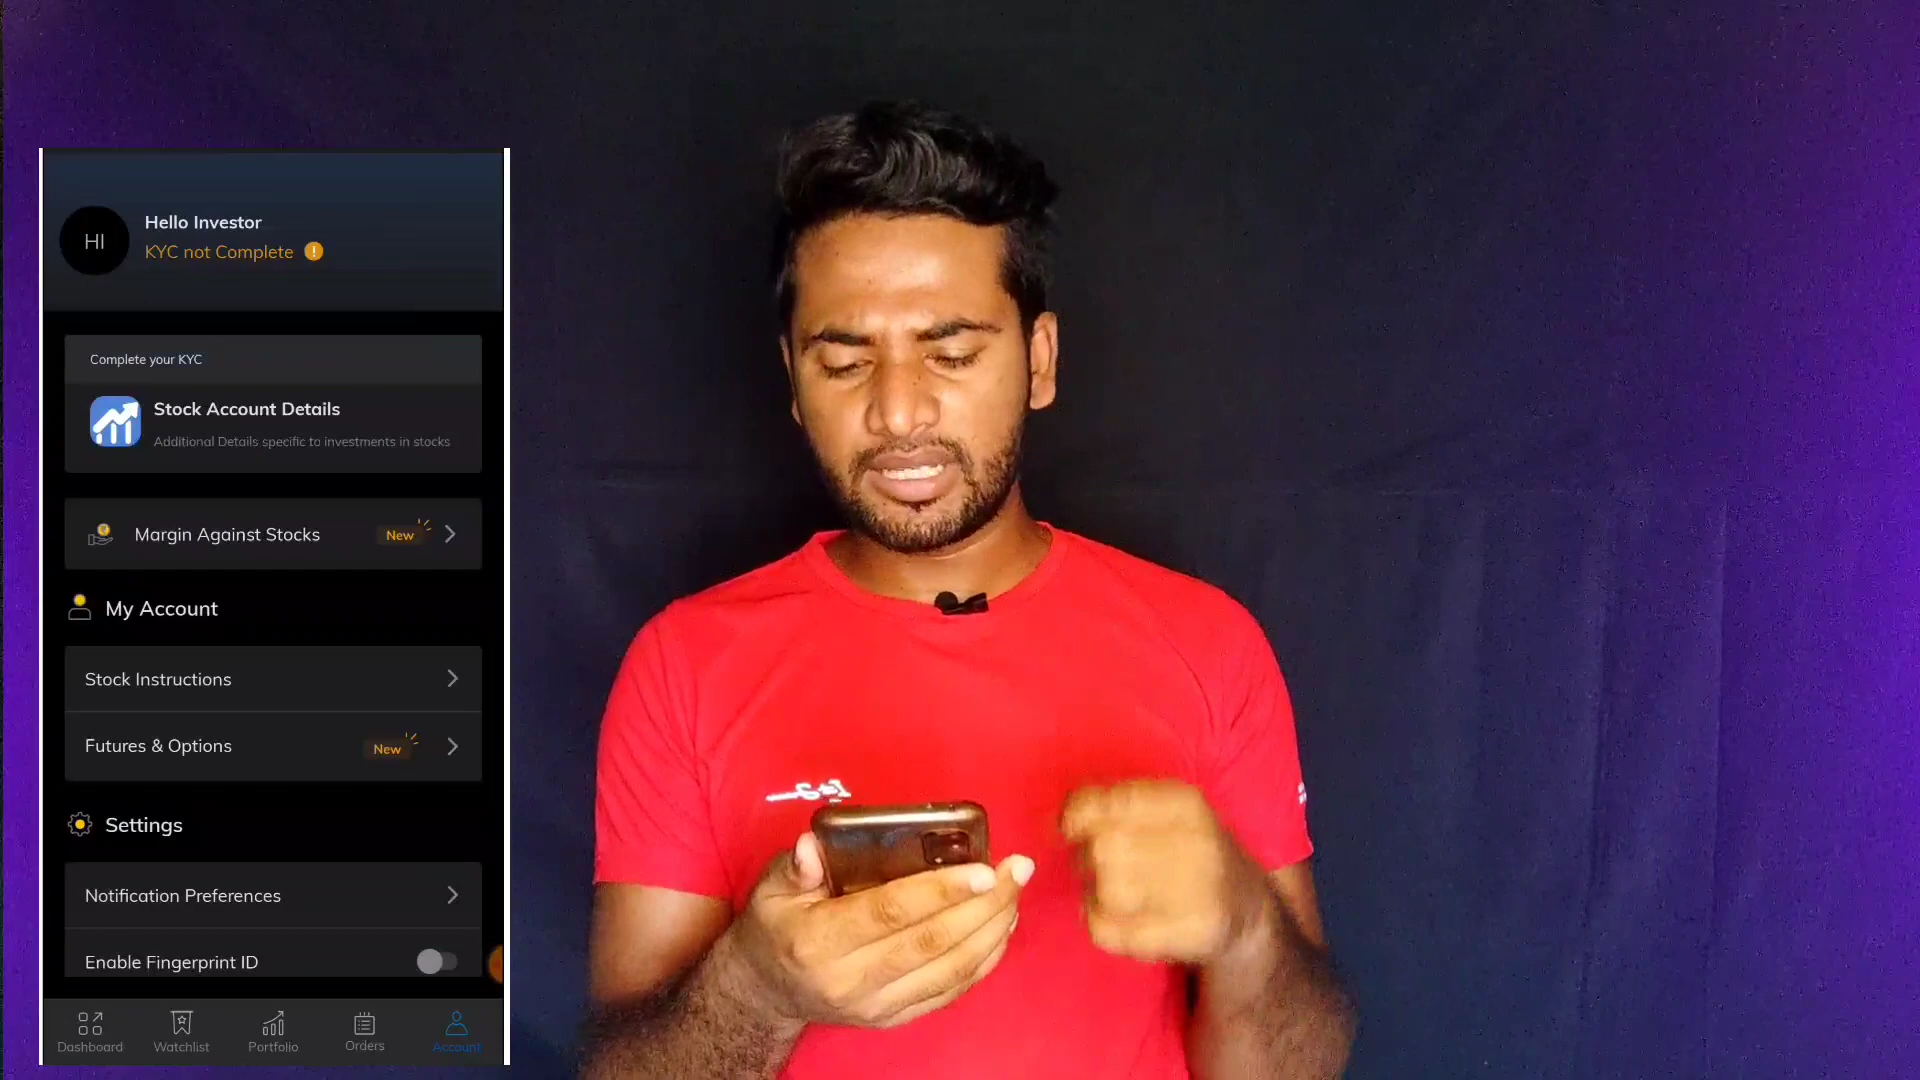 HI
Hello Investor
KYC not Complete !
Complete your KYC
Stock Account Details
Additional Details specific to investments in stocks
Margin Against Stocks New
My Account
Stock Instructions
Futures & Options New
Settings
Notification Preferences
Enable Fingerprint ID
Dashboard Watchlist Portfolio Orders Account